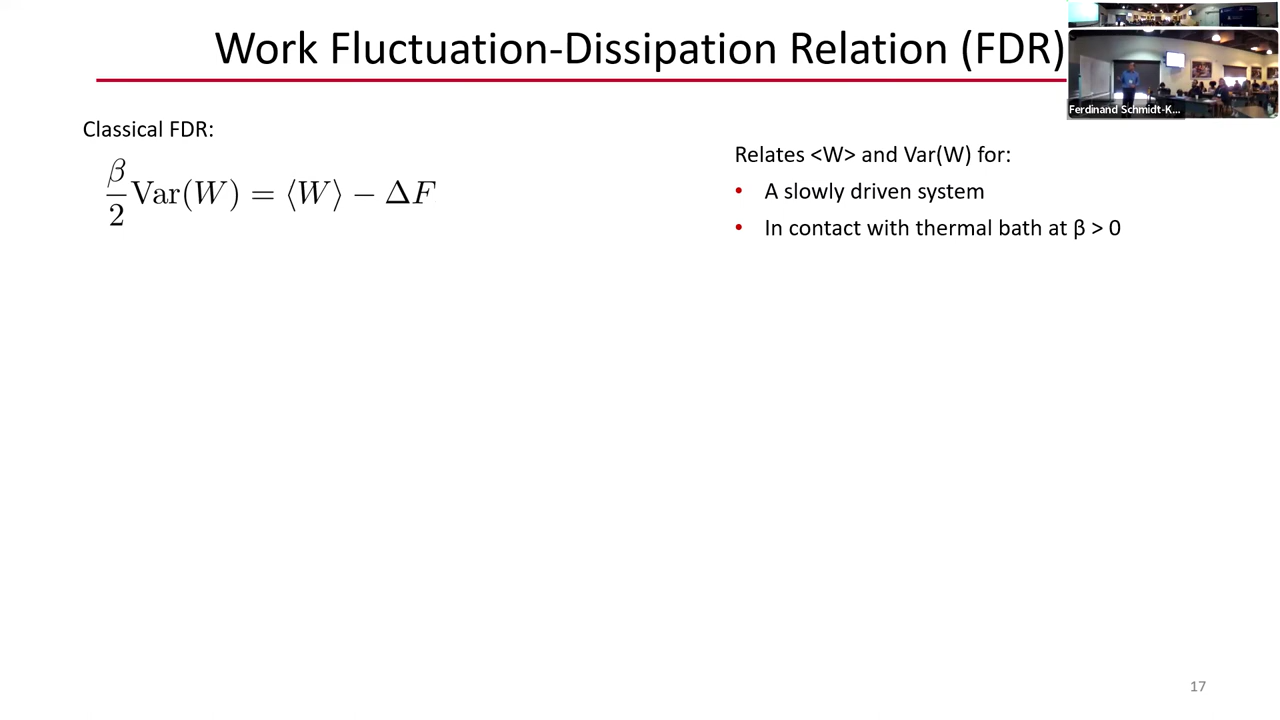 Work Fluctuation-Dissipation Relation (FDR)
Ferdinand Schmidt-K...
Classical FDR:
β/2 Var(W) = ⟨W⟩ − ΔF
Relates <W> and Var(W) for:
• A slowly driven system
• In contact with thermal bath at β > 0
17